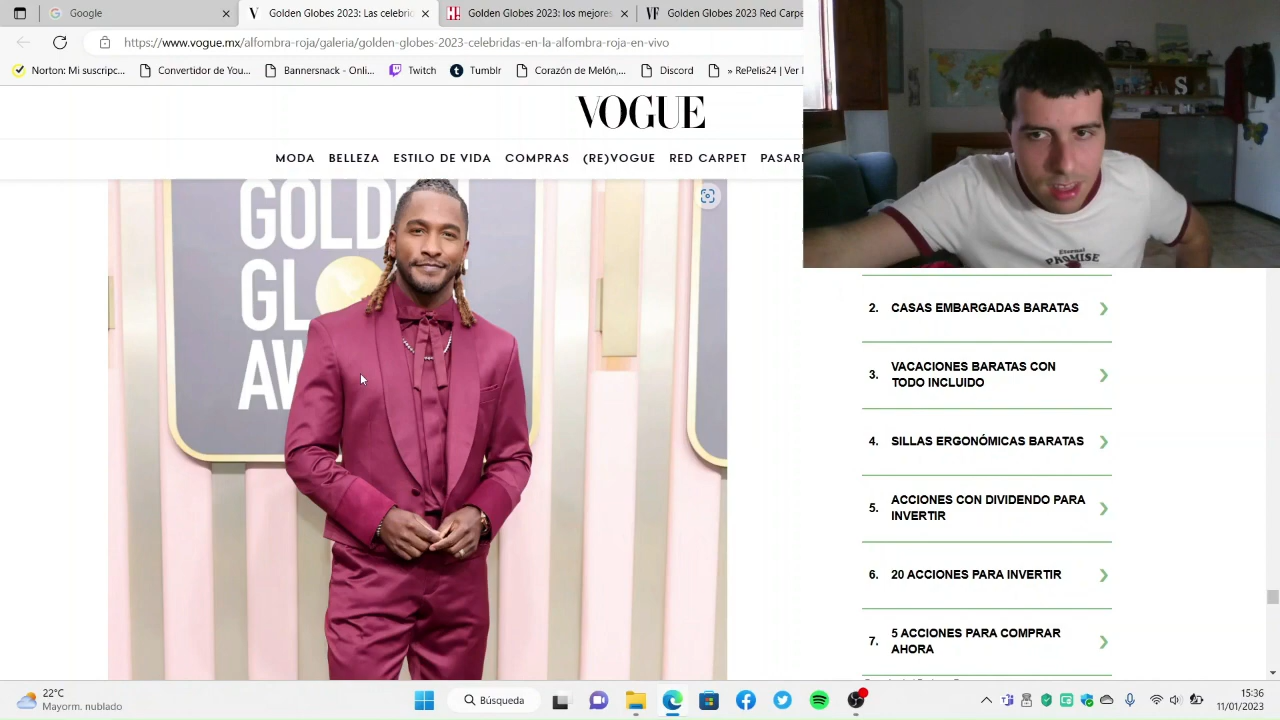 Google
Golden Globes 2023: Las celebric
Golden Globes 2023: los mejores
Golden Globes 2023 Red Carpe
https://www.vogue.mx/alfombra-roja/galeria/golden-globes-2023-celebridas-en-la-alfombra-roja-en-vivo
Norton: Mi suscripc...
Convertidor de You...
Bannersnack - Onli...
Twitch
Tumblr
Corazón de Melón,...
Discord
» RePelis24 | Ver
VOGUE
MODA BELLEZA ESTILO DE VIDA COMPRAS (RE)VOGUE RED CARPET PASAR
GOLDEN
GL
AW
S
Eternal
PROMISE
2. CASAS EMBARGADAS BARATAS
3. VACACIONES BARATAS CON
TODO INCLUIDO
4. SILLAS ERGONÓMICAS BARATAS
5. ACCIONES CON DIVIDENDO PARA
INVERTIR
6. 20 ACCIONES PARA INVERTIR
7. 5 ACCIONES PARA COMPRAR
AHORA
22°C
Mayorm. nublado
Búsqueda
15:36
11/01/2023